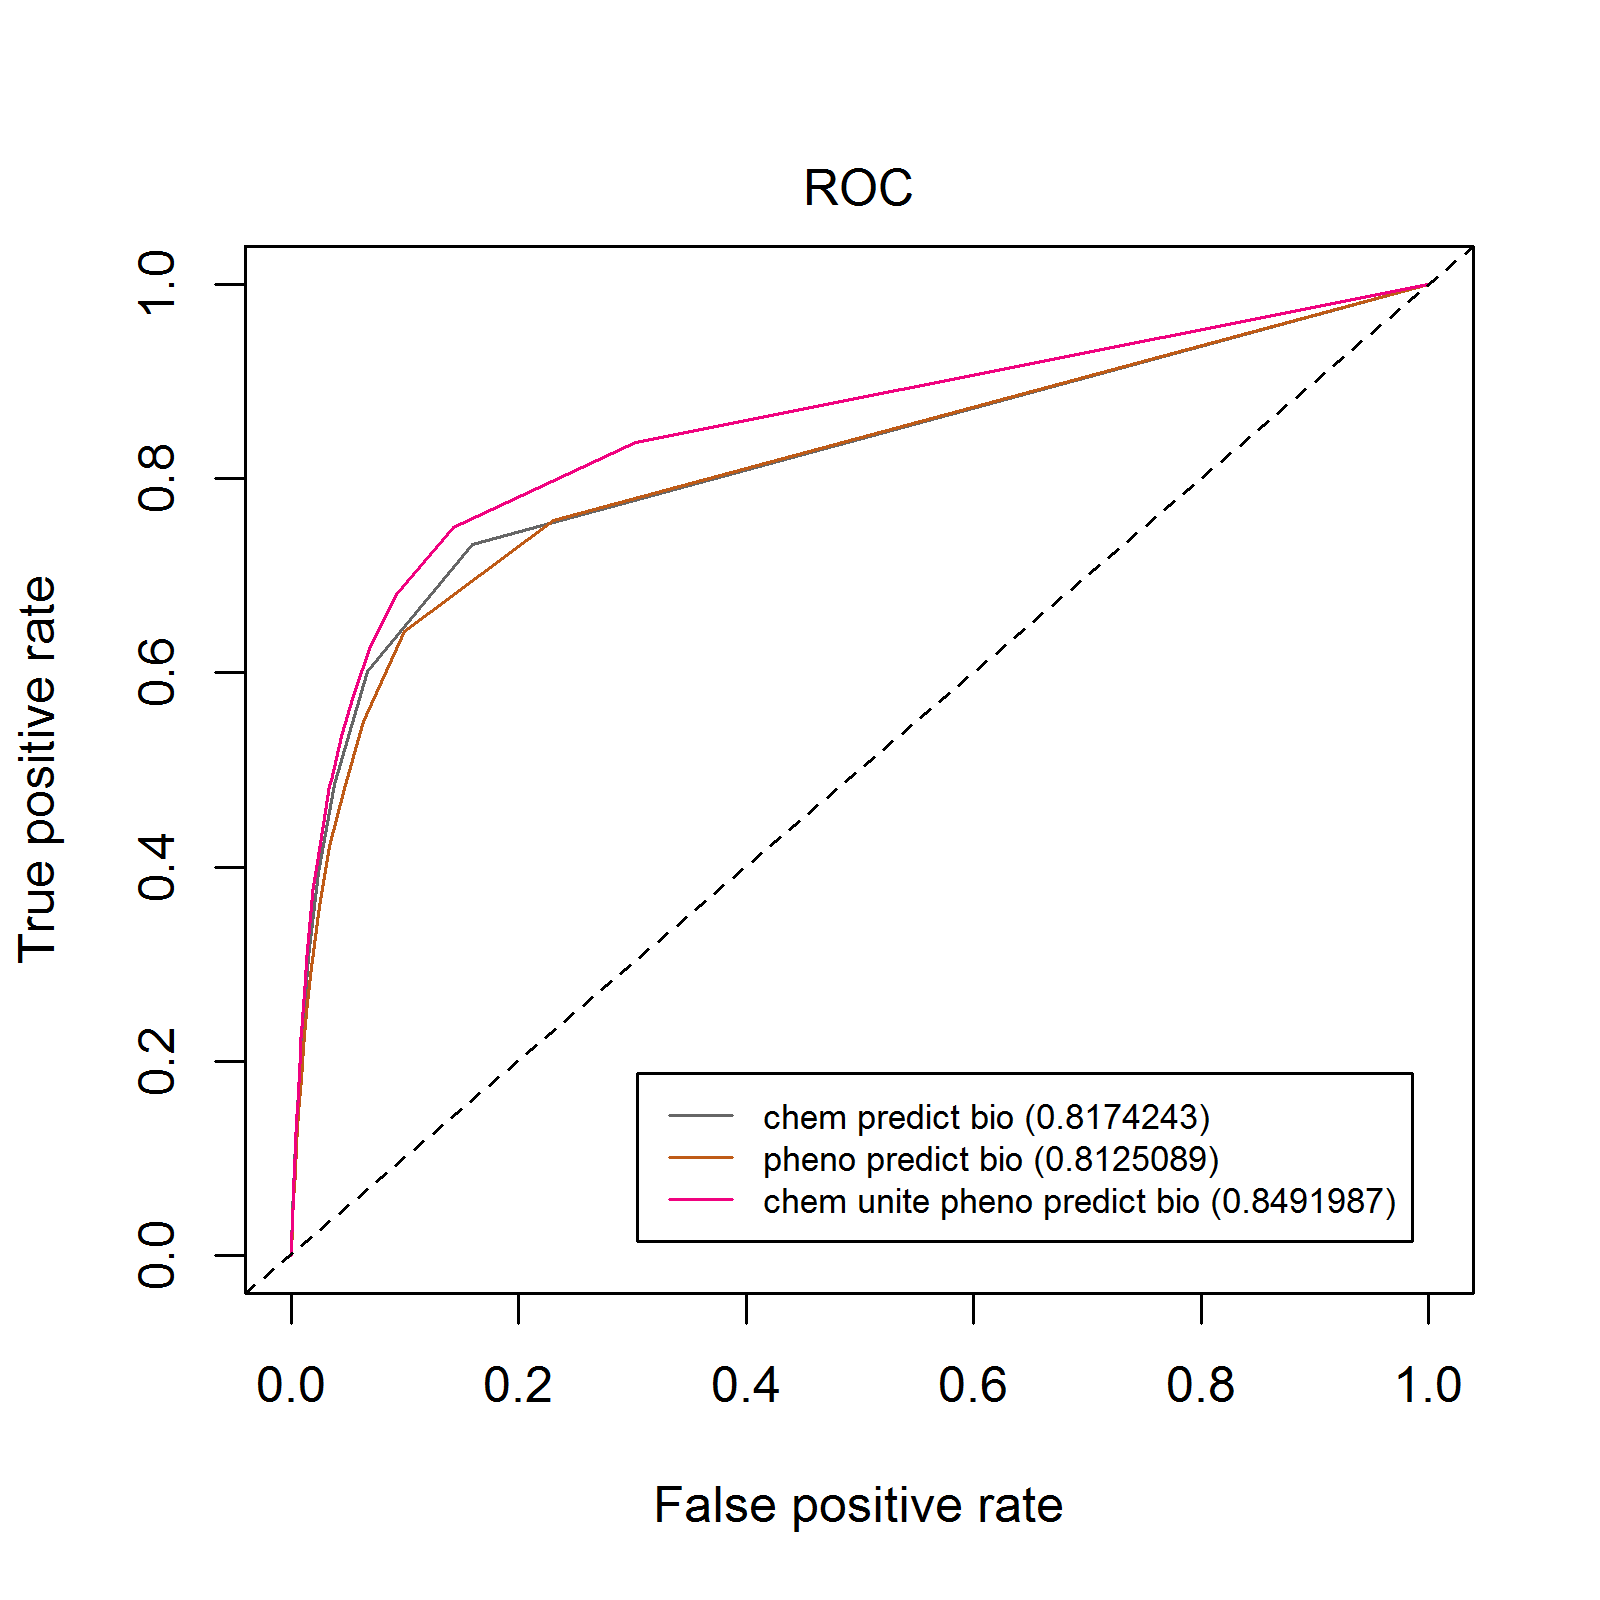 ROC
True positive rate
1.0
0.8
0.6
0.4
0.2
0.0
chem predict bio (0.8174243)
pheno predict bio (0.8125089)
chem unite pheno predict bio (0.8491987)
0.0 0.2 0.4 0.6 0.8 1.0
False positive rate